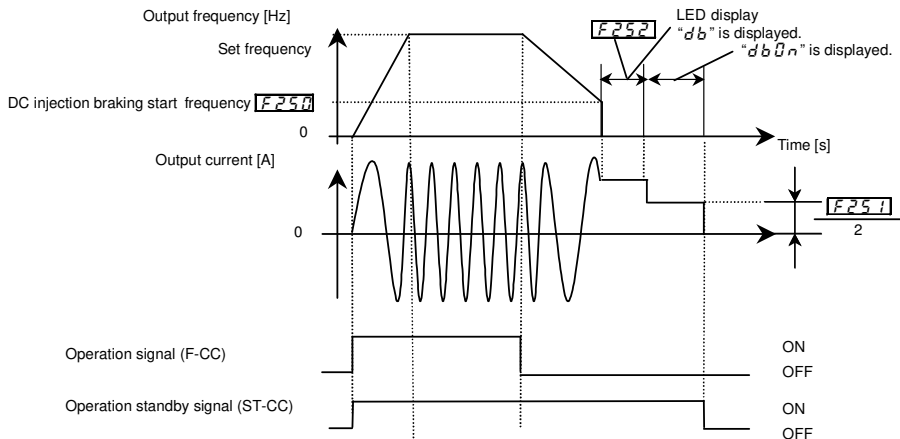 Output frequency [Hz]
Set frequency
DC injection braking start frequency F250
0
F252
LED display
“db” is displayed.
“dbOn” is displayed.
Time [s]
Output current [A]
0
F251
2
Operation signal (F-CC)
ON
OFF
Operation standby signal (ST-CC)
ON
OFF